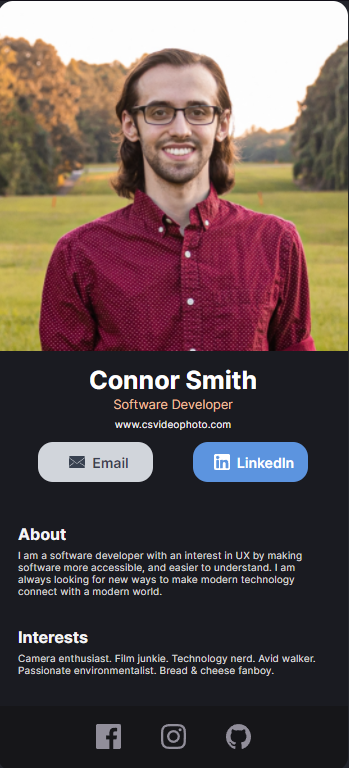 Connor Smith
Software Developer
www.csvideophoto.com
Email
LinkedIn
About
I am a software developer with an interest in UX by making
software more accessible, and easier to understand. I am
always looking for new ways to make modern technology
connect with a modern world.
Interests
Camera enthusiast. Film junkie. Technology nerd. Avid walker.
Passionate environmentalist. Bread & cheese fanboy.